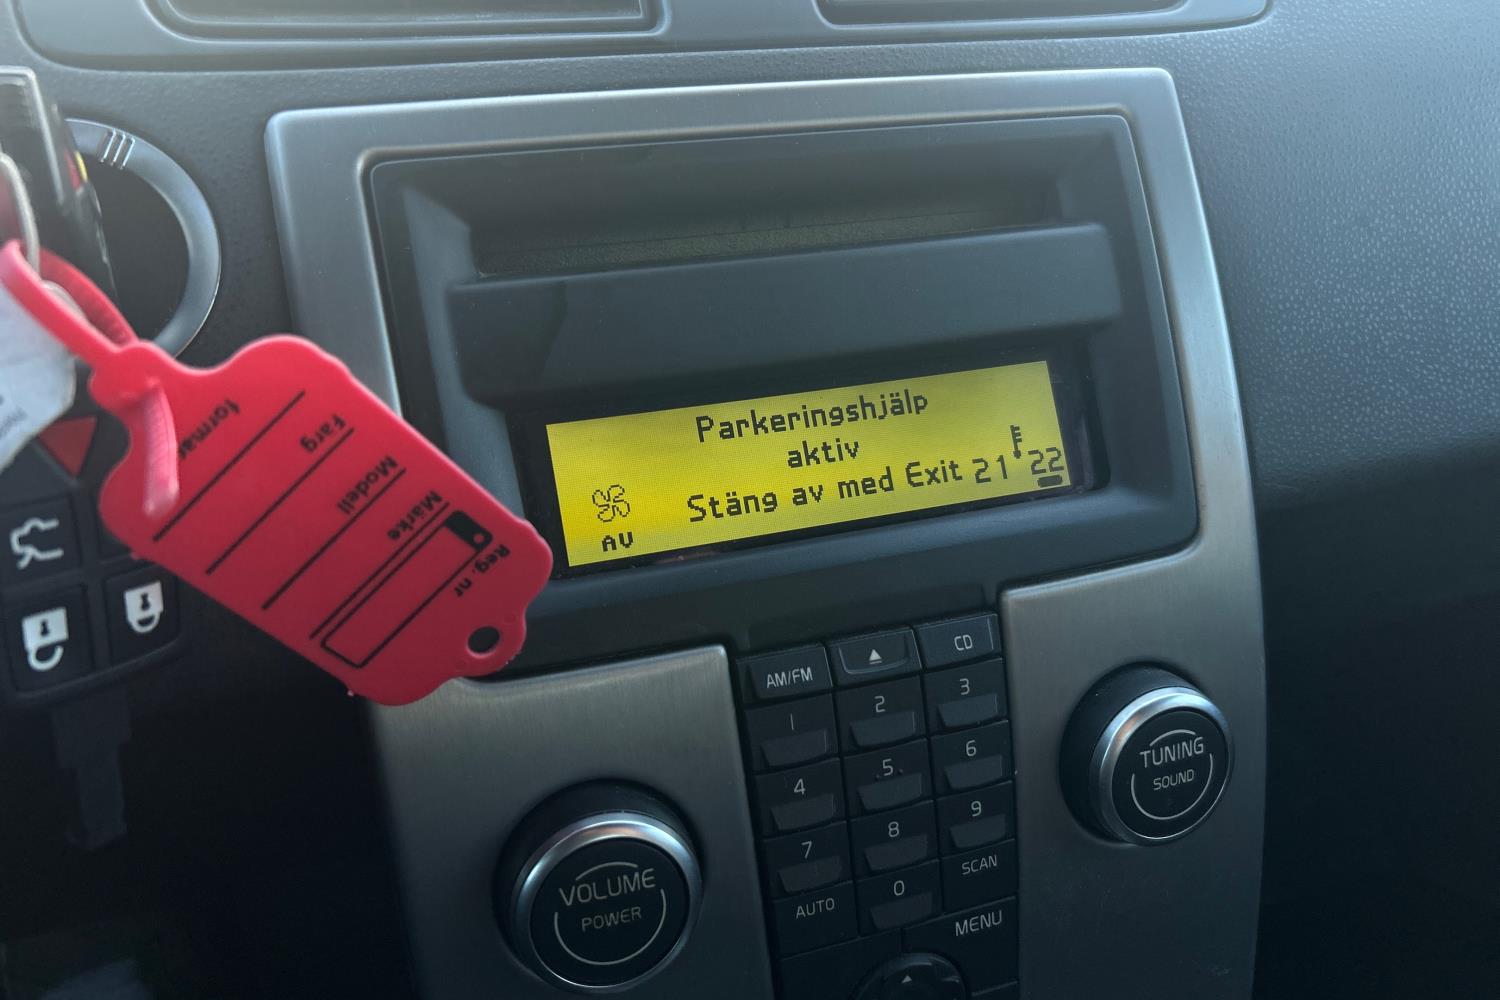 Parkeringshjälp
aktiv
Stäng av med Exit 21 22
AV
Reg. nr
Märke
Modell
Färg
AM/FM
CD
1
2
3
4
5
6
7
8
9
AUTO
0
SCAN
MENU
VOLUME
POWER
TUNING
SOUND